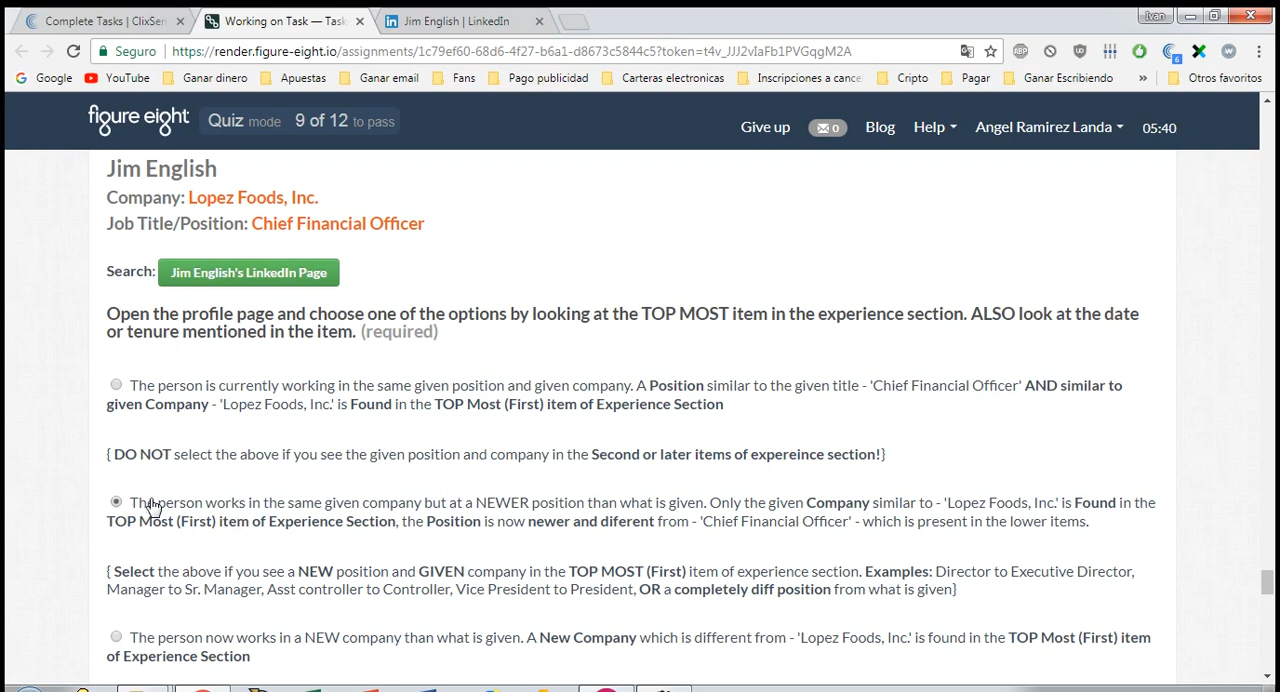 Complete Tasks | ClixSen
Working on Task — Task
Jim English | LinkedIn
Ivan
Seguro
https://render.figure-eight.io/assignments/1c79ef60-68d6-4f27-b6a1-d8673c5844c5?token=t4v_JJJ2vIaFb1PVGqgM2A
ABP
6
W
Google YouTube Ganar dinero Apuestas Ganar email Fans Pago publicidad Carteras electronicas Inscripciones a cance Cripto Pagar Ganar Escribiendo » Otros favoritos
figure eight
Quiz mode 9 of 12 to pass
Give up 0 Blog Help Angel Ramirez Landa 05:40
Jim English
Company: Lopez Foods, Inc.
Job Title/Position: Chief Financial Officer
Search: Jim English's LinkedIn Page
Open the profile page and choose one of the options by looking at the TOP MOST item in the experience section. ALSO look at the date
or tenure mentioned in the item. (required)
The person is currently working in the same given position and given company. A Position similar to the given title - 'Chief Financial Officer' AND similar to
given Company - 'Lopez Foods, Inc.' is Found in the TOP Most (First) item of Experience Section
{ DO NOT select the above if you see the given position and company in the Second or later items of expereince section!}
The person works in the same given company but at a NEWER position than what is given. Only the given Company similar to - 'Lopez Foods, Inc.' is Found in the
TOP Most (First) item of Experience Section, the Position is now newer and diferent from - 'Chief Financial Officer' - which is present in the lower items.
{ Select the above if you see a NEW position and GIVEN company in the TOP MOST (First) item of experience section. Examples: Director to Executive Director,
Manager to Sr. Manager, Asst controller to Controller, Vice President to President, OR a completely diff position from what is given}
The person now works in a NEW company than what is given. A New Company which is different from - 'Lopez Foods, Inc.' is found in the TOP Most (First) item
of Experience Section